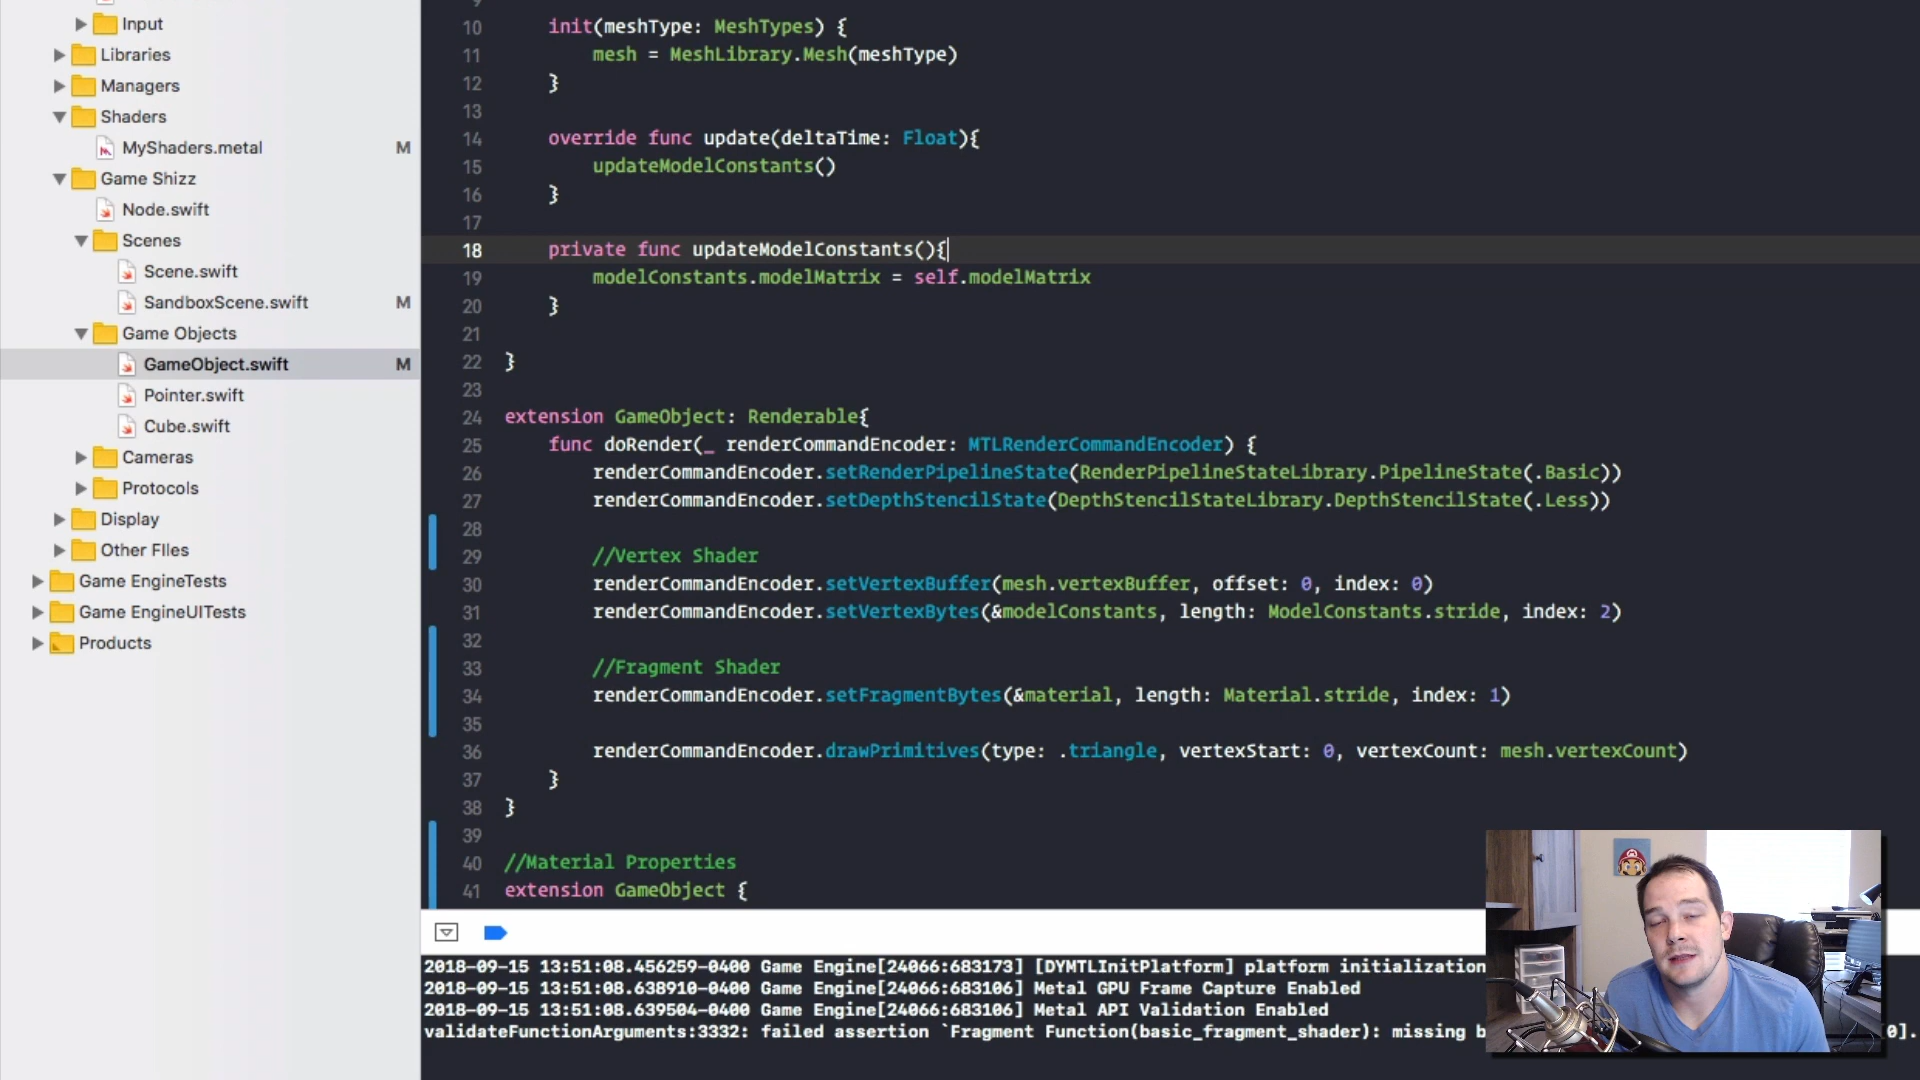 Input
Libraries
Managers
Shaders
MyShaders.metal M
Game Shizz
Node.swift
Scenes
Scene.swift
SandboxScene.swift M
Game Objects
GameObject.swift M
Pointer.swift
Cube.swift
Cameras
Protocols
Display
Other FIles
Game EngineTests
Game EngineUITests
Products
9
10 init(meshType: MeshTypes) {
11 mesh = MeshLibrary.Mesh(meshType)
12 }
13
14 override func update(deltaTime: Float){
15 updateModelConstants()
16 }
17
18 private func updateModelConstants(){
19 modelConstants.modelMatrix = self.modelMatrix
20 }
21
22 }
23
24 extension GameObject: Renderable{
25 func doRender(_ renderCommandEncoder: MTLRenderCommandEncoder) {
26 renderCommandEncoder.setRenderPipelineState(RenderPipelineStateLibrary.PipelineState(.Basic))
27 renderCommandEncoder.setDepthStencilState(DepthStencilStateLibrary.DepthStencilState(.Less))
28
29 //Vertex Shader
30 renderCommandEncoder.setVertexBuffer(mesh.vertexBuffer, offset: 0, index: 0)
31 renderCommandEncoder.setVertexBytes(&modelConstants, length: ModelConstants.stride, index: 2)
32
33 //Fragment Shader
34 renderCommandEncoder.setFragmentBytes(&material, length: Material.stride, index: 1)
35
36 renderCommandEncoder.drawPrimitives(type: .triangle, vertexStart: 0, vertexCount: mesh.vertexCount)
37 }
38 }
39
40 //Material Properties
41 extension GameObject {
2018-09-15 13:51:08.456259-0400 Game Engine[24066:683173] [DYMTLInitPlatform] platform initialization
2018-09-15 13:51:08.638910-0400 Game Engine[24066:683106] Metal GPU Frame Capture Enabled
2018-09-15 13:51:08.639504-0400 Game Engine[24066:683106] Metal API Validation Enabled
validateFunctionArguments:3332: failed assertion `Fragment Function(basic_fragment_shader): missing b [0].